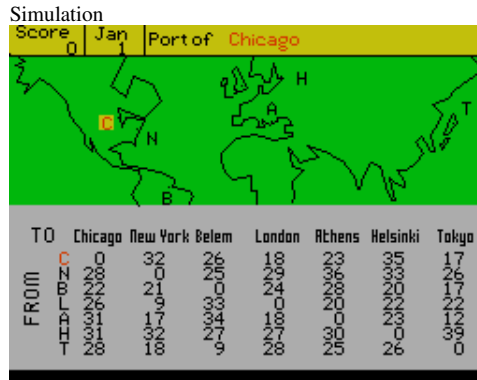 Simulation
Score 0 Jan 1 Port of Chicago
H
A
T
C
N
B
TO Chicago New York Belem London Athens Helsinki Tokyo
FROM
C 0 32 26 18 23 35 17
N 28 0 25 29 36 33 26
B 22 21 0 24 28 20 17
L 26 9 33 0 20 22 22
A 31 17 34 18 0 23 12
H 31 32 27 27 30 0 39
T 28 18 9 28 25 26 0